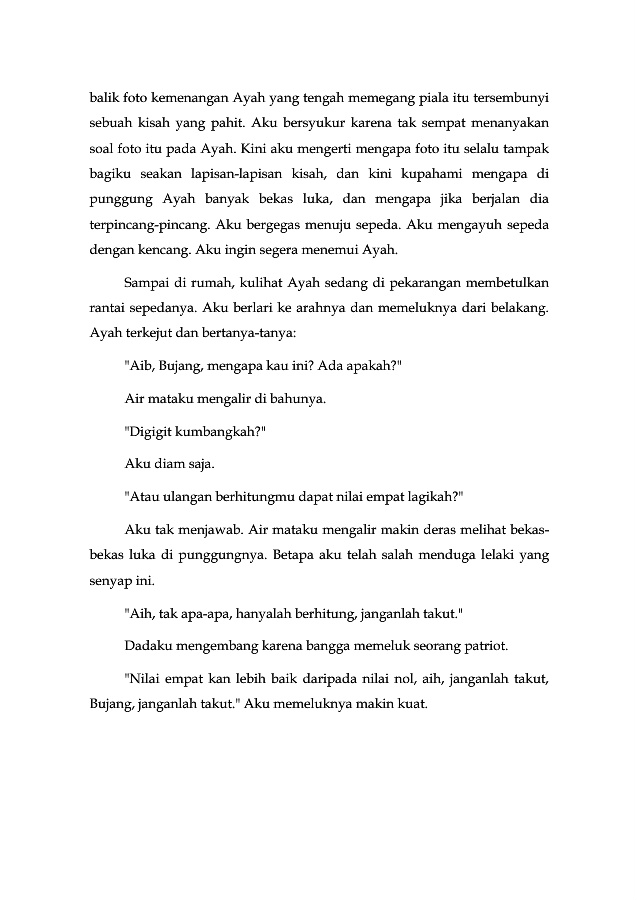 balik foto kemenangan Ayah yang tengah memegang piala itu tersembunyi
sebuah kisah yang pahit. Aku bersyukur karena tak sempat menanyakan
soal foto itu pada Ayah. Kini aku mengerti mengapa foto itu selalu tampak
bagiku seakan lapisan-lapisan kisah, dan kini kupahami mengapa di
punggung Ayah banyak bekas luka, dan mengapa jika berjalan dia
terpincang-pincang. Aku bergegas menuju sepeda. Aku mengayuh sepeda
dengan kencang. Aku ingin segera menemui Ayah.
Sampai di rumah, kulihat Ayah sedang di pekarangan membetulkan
rantai sepedanya. Aku berlari ke arahnya dan memeluknya dari belakang.
Ayah terkejut dan bertanya-tanya:
"Aib, Bujang, mengapa kau ini? Ada apakah?"
Air mataku mengalir di bahunya.
"Digigit kumbangkah?"
Aku diam saja.
"Atau ulangan berhitungmu dapat nilai empat lagikah?"
Aku tak menjawab. Air mataku mengalir makin deras melihat bekas-
bekas luka di punggungnya. Betapa aku telah salah menduga lelaki yang
senyap ini.
"Aih, tak apa-apa, hanyalah berhitung, janganlah takut."
Dadaku mengembang karena bangga memeluk seorang patriot.
"Nilai empat kan lebih baik daripada nilai nol, aih, janganlah takut,
Bujang, janganlah takut." Aku memeluknya makin kuat.